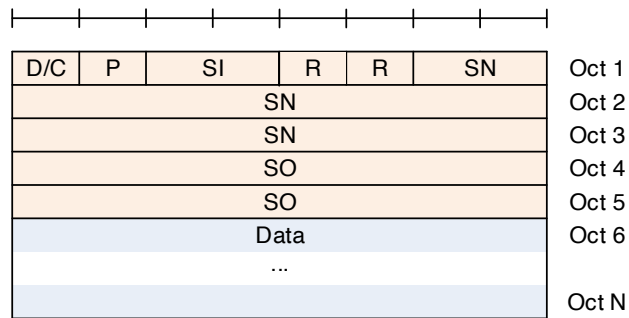 D/C P SI R R SN Oct 1
SN Oct 2
SN Oct 3
SO Oct 4
SO Oct 5
Data Oct 6
...
Oct N